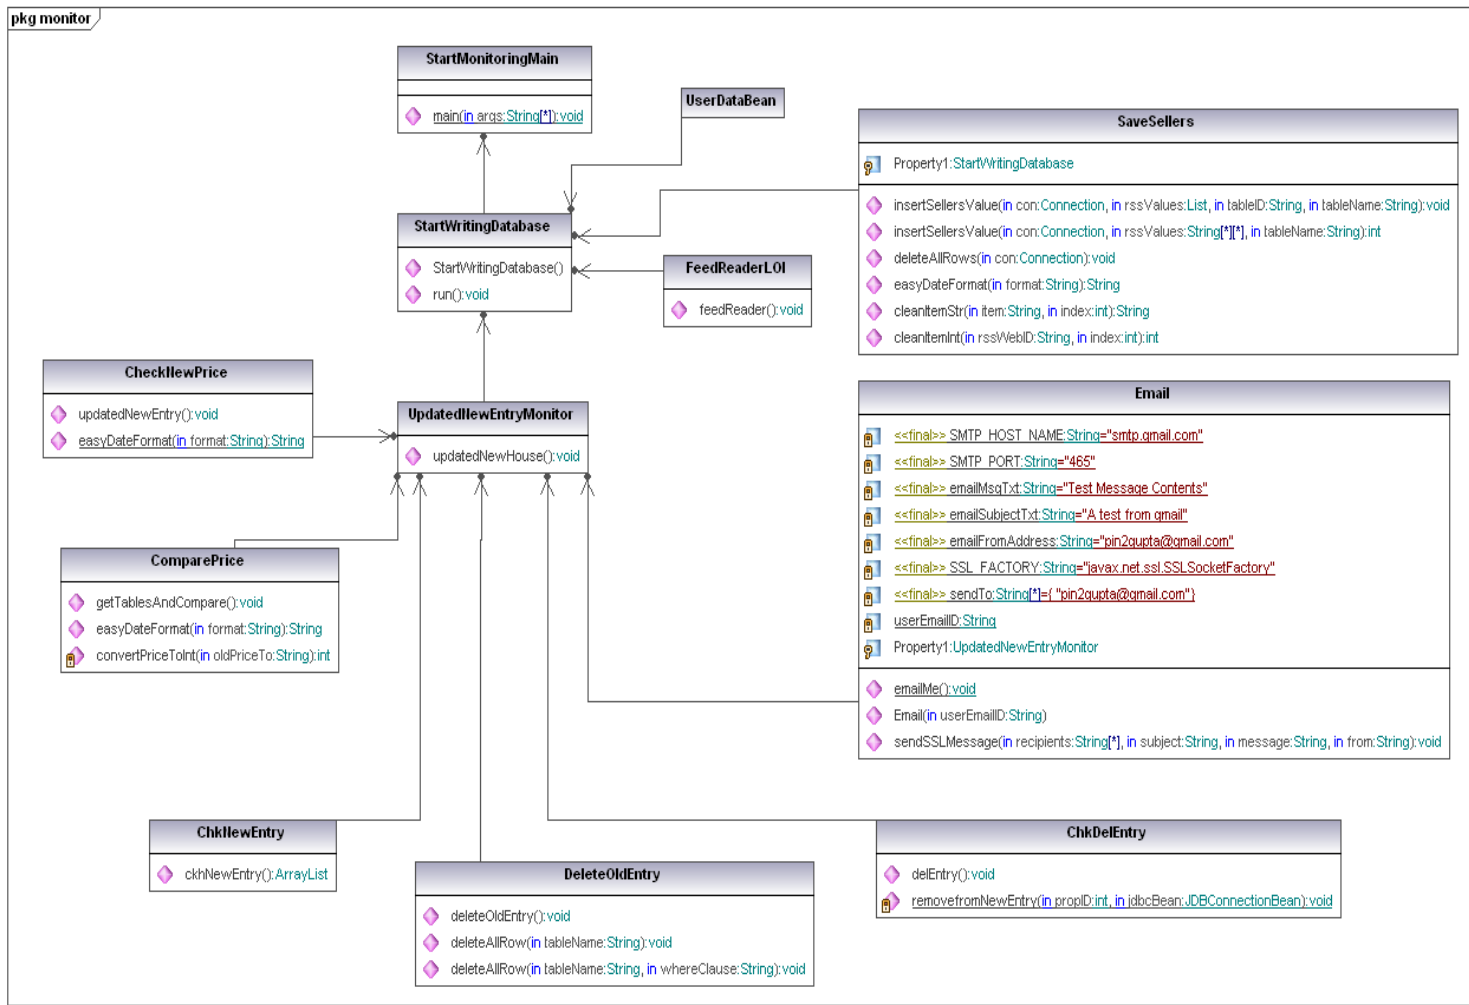 pkg monitor
StartMonitoringMain
main(in args:String[*]):void
UserDataBean
SaveSellers
Property1:StartWritingDatabase
insertSellersValue(in con:Connection, in rssValues:List, in tableID:String, in tableName:String):void
insertSellersValue(in con:Connection, in rssValues:String[*][*], in tableName:String):int
deleteAllRows(in con:Connection):void
easyDateFormat(in format:String):String
cleanItemStr(in item:String, in index:int):String
cleanItemInt(in rssWebID:String, in index:int):int
StartWritingDatabase
StartWritingDatabase()
run():void
FeedReaderLOI
feedReader():void
CheckNewPrice
updatedNewEntry():void
easyDateFormat(in format:String):String
UpdatedNewEntryMonitor
updatedNewHouse():void
Email
<<final>> SMTP_HOST_NAME:String="smtp.gmail.com"
<<final>> SMTP_PORT:String="465"
<<final>> emailMsgTxt:String="Test Message Contents"
<<final>> emailSubjectTxt:String="A test from gmail"
<<final>> emailFromAddress:String="pin2gupta@gmail.com"
<<final>> SSL_FACTORY:String="javax.net.ssl.SSLSocketFactory"
<<final>> sendTo:String[*]={ "pin2gupta@gmail.com"}
userEmailID:String
Property1:UpdatedNewEntryMonitor
emailMe():void
Email(in userEmailID:String)
sendSSLMessage(in recipients:String[*], in subject:String, in message:String, in from:String):void
ComparePrice
getTablesAndCompare():void
easyDateFormat(in format:String):String
convertPriceToInt(in oldPriceTo:String):int
ChkNewEntry
ckhNewEntry():ArrayList
DeleteOldEntry
deleteOldEntry():void
deleteAllRow(in tableName:String):void
deleteAllRow(in tableName:String, in whereClause:String):void
ChkDelEntry
delEntry():void
removefromNewEntry(in propID:int, in jdbcBean:JDBConnectionBean):void